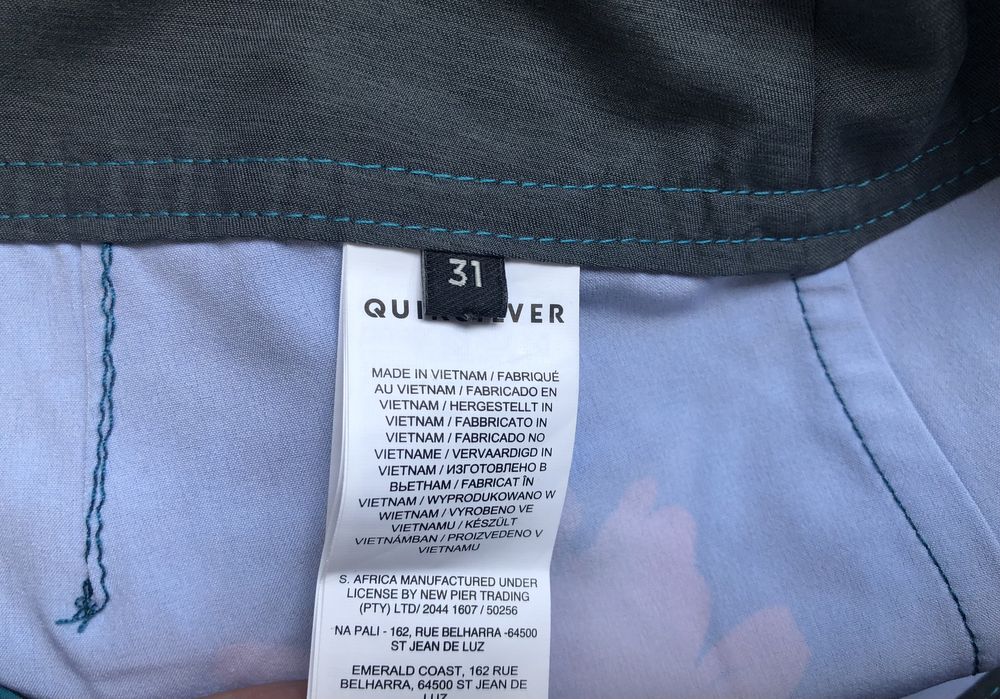 31
MADE IN VIETNAM / FABRIQUÉ
AU VIETNAM / FABRICADO EN
VIETNAM / HERGESTELLT IN
VIETNAM / FABBRICATO IN
VIETNAM / FABRICADO NO
VIETNAME / VERVAARDIGD IN
VIETNAM / ИЗГОТОВЛЕНО В
ВЬЕТНАМ / FABRICAT ÎN
VIETNAM / WYPRODUKOWANO W
WIETNAM / VYROBENO VE
VIETNAMU / KÉSZÜLT
VIETNÁMBAN / PROIZVEDENO V
VIETNAMU
S. AFRICA MANUFACTURED UNDER
LICENSE BY NEW PIER TRADING
(PTY) LTD/ 2044 1607 / 50256
NA PALI - 162, RUE BELHARRA -64500
ST JEAN DE LUZ
EMERALD COAST, 162 RUE
BELHARRA, 64500 ST JEAN DE
LUZ